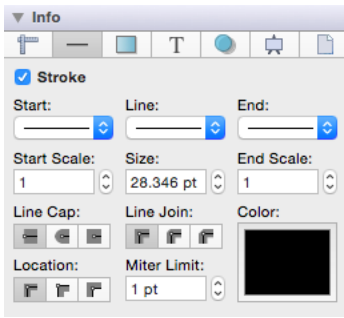 Info
T
Stroke
Start: Line: End:
Start Scale: Size: End Scale:
1 28.346 pt 1
Line Cap: Line Join: Color:
Location: Miter Limit:
1 pt